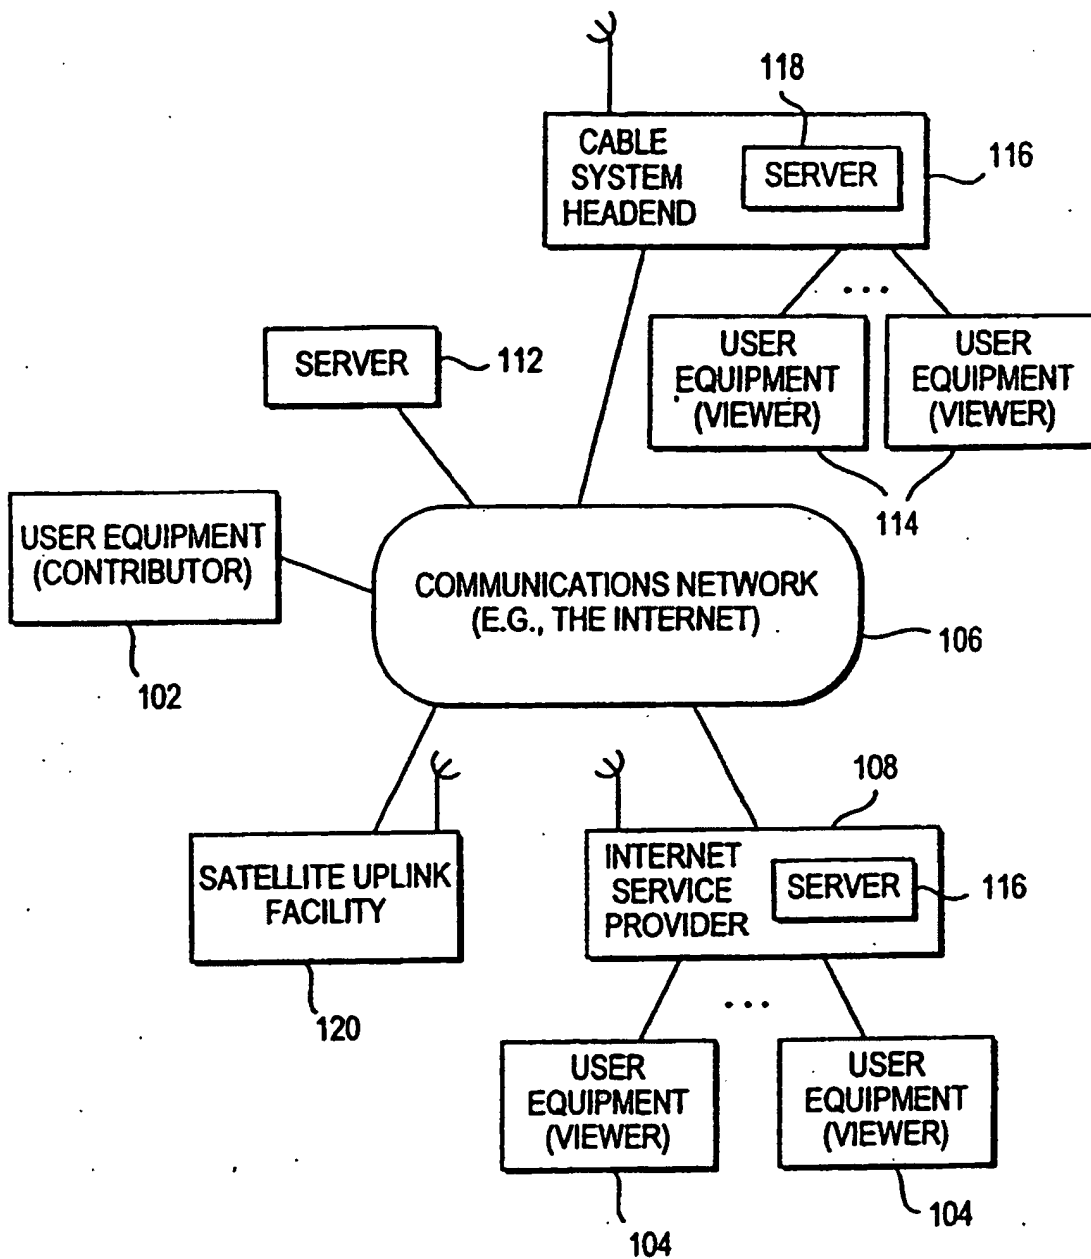 118
CABLE
SYSTEM
HEADEND
SERVER
116
...
USER
EQUIPMENT
(VIEWER)
USER
EQUIPMENT
(VIEWER)
114
SERVER
112
USER EQUIPMENT
(CONTRIBUTOR)
102
COMMUNICATIONS NETWORK
(E.G., THE INTERNET)
106
SATELLITE UPLINK
FACILITY
120
108
INTERNET
SERVICE
PROVIDER
SERVER
116
...
USER
EQUIPMENT
(VIEWER)
104
USER
EQUIPMENT
(VIEWER)
104